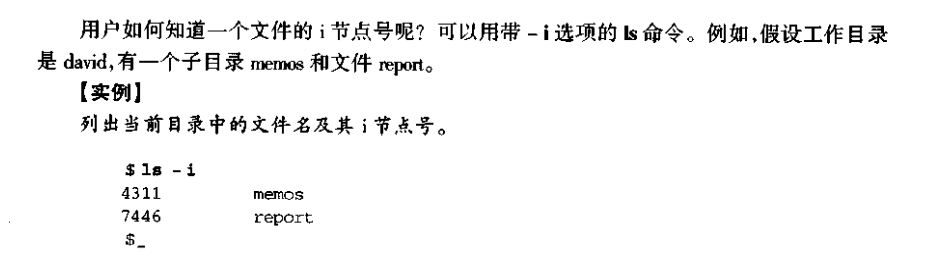 用户如何知道一个文件的 i 节点号呢? 可以用带 -i 选项的 ls 命令。例如,假设工作目录
是 david,有一个子目录 memos 和文件 report。
【实例】
列出当前目录中的文件名及其 i 节点号。
$ ls -i
4311 memos
7446 report
$_